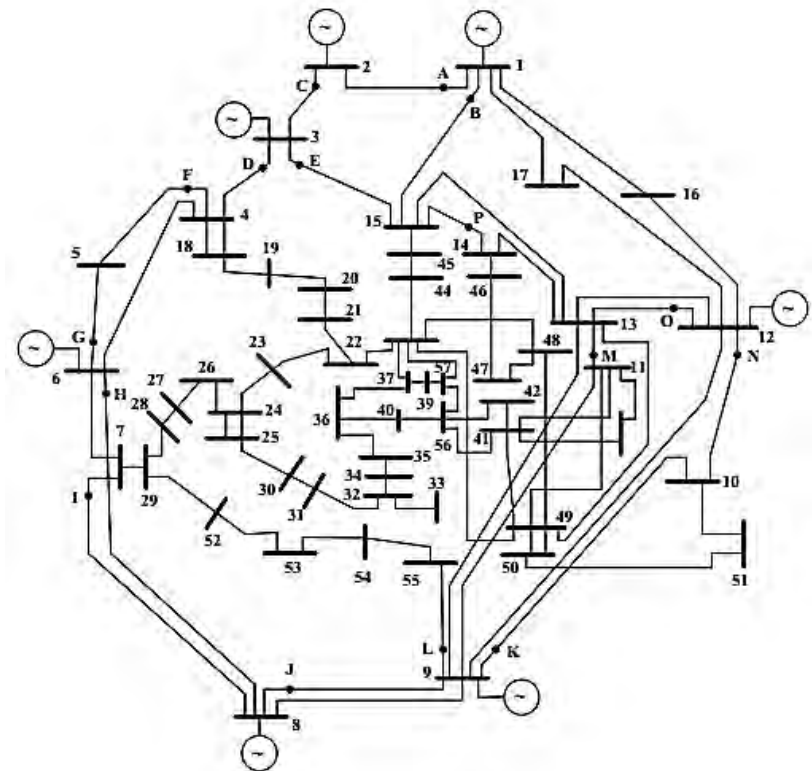 ~ ~
2 A 1
C B
~ 3
D E 17
F 16
P
4 15
14
18 19
5 45
20 44 46
O ~
13 12
21
G 23 22 48 M N
~ 26 47 11
6 27 37 57 42
H 28 24 39
36 40 41
7 25 56
35
30 34 33 10
I 29 31 32
49
52
53 54 50
55 51
L K
9
J ~
8
~